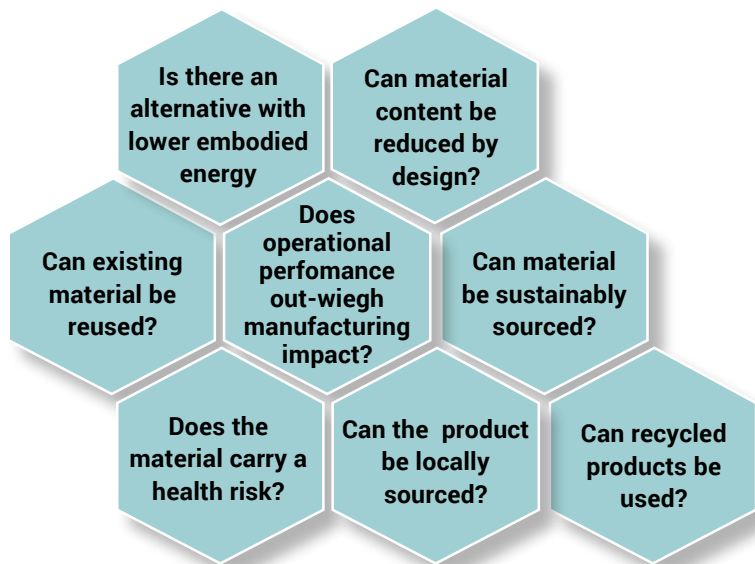 Is there an
alternative with
lower embodied
energy
Can material
content be
reduced by
design?
Can existing
material be
reused?
Does
operational
perfomance
out-wiegh
manufacturing
impact?
Can material
be sustainably
sourced?
Does the
material carry a
health risk?
Can the product
be locally
sourced?
Can recycled
products be
used?